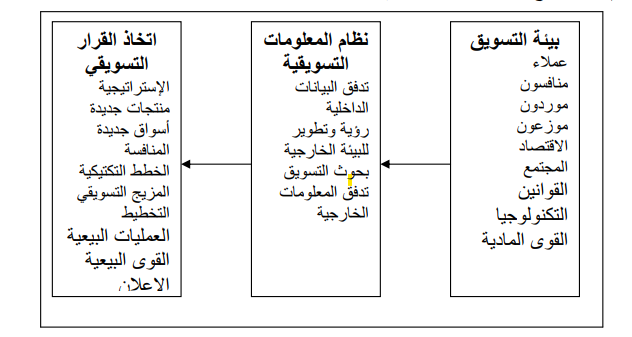 بيئة التسويق
عملاء
منافسون
موردون
موزعون
الاقتصاد
المجتمع
القوانين
التكنولوجيا
القوى المادية
نظام المعلومات
التسويقية
تدفق البيانات
الداخلية
رؤية وتطوير
للبيئة الخارجية
بحوث التسويق
تدفق المعلومات
الخارجية
اتخاذ القرار
التسويقي
الإستراتيجية
منتجات جديدة
أسواق جديدة
المنافسة
الخطط التكتيكية
المزيج التسويقي
التخطيط
العمليات البيعية
القوى البيعية
الاعلان